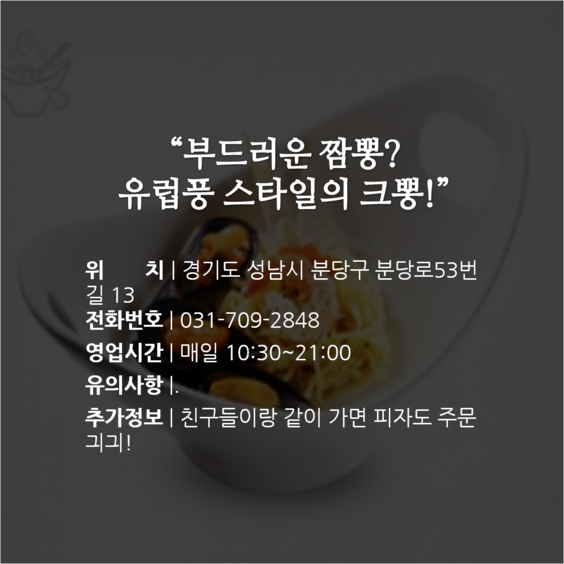 “부드러운 짬뽕?
유럽풍 스타일의 크뽕!”
위 치 | 경기도 성남시 분당구 분당로53번
길 13
전화번호 | 031-709-2848
영업시간 | 매일 10:30~21:00
유의사항 |.
추가정보 | 친구들이랑 같이 가면 피자도 주문
긔긔!